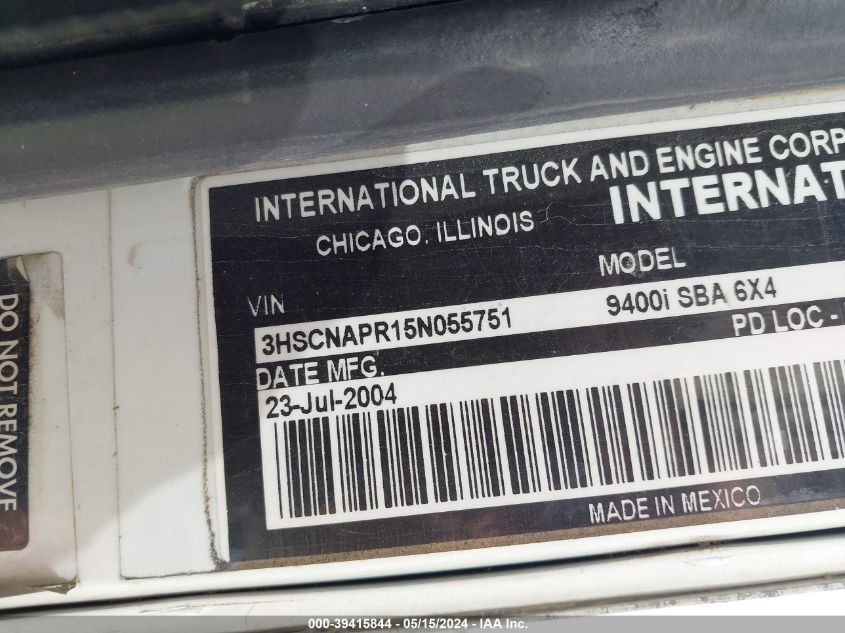 INTERNATIONAL TRUCK AND ENGINE CORP
CHICAGO, ILLINOIS
INTERNAT
VIN
MODEL
3HSCNAPR15N055751
9400i SBA 6X4
DATE MFG.
PD LOC -
23-Jul-2004
MADE IN MEXICO
DO NOT REMOVE
000-39415844 - 05/15/2024 - IAA Inc.